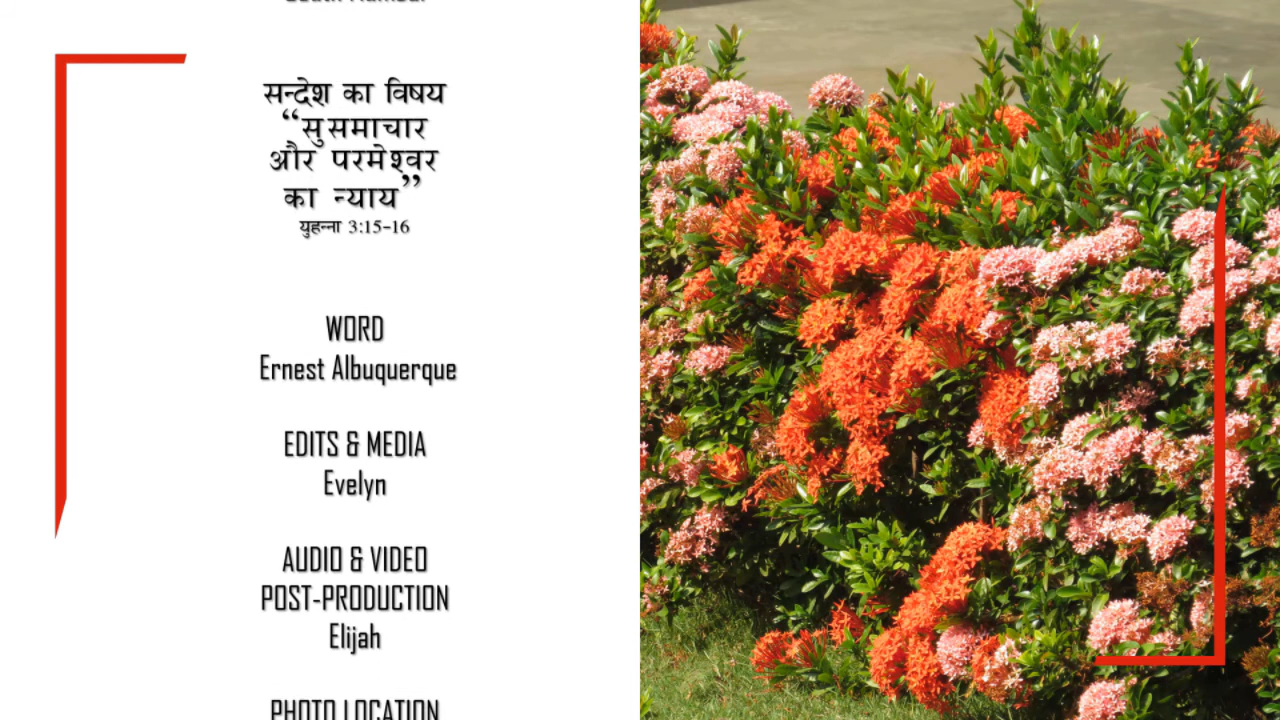 सन्देश का विषय
“सुसमाचार
और परमेश्वर
का न्याय”
युहन्ना 3:15-16
WORD
Ernest Albuquerque
EDITS & MEDIA
Evelyn
AUDIO & VIDEO
POST-PRODUCTION
Elijah
PHOTO LOCATION